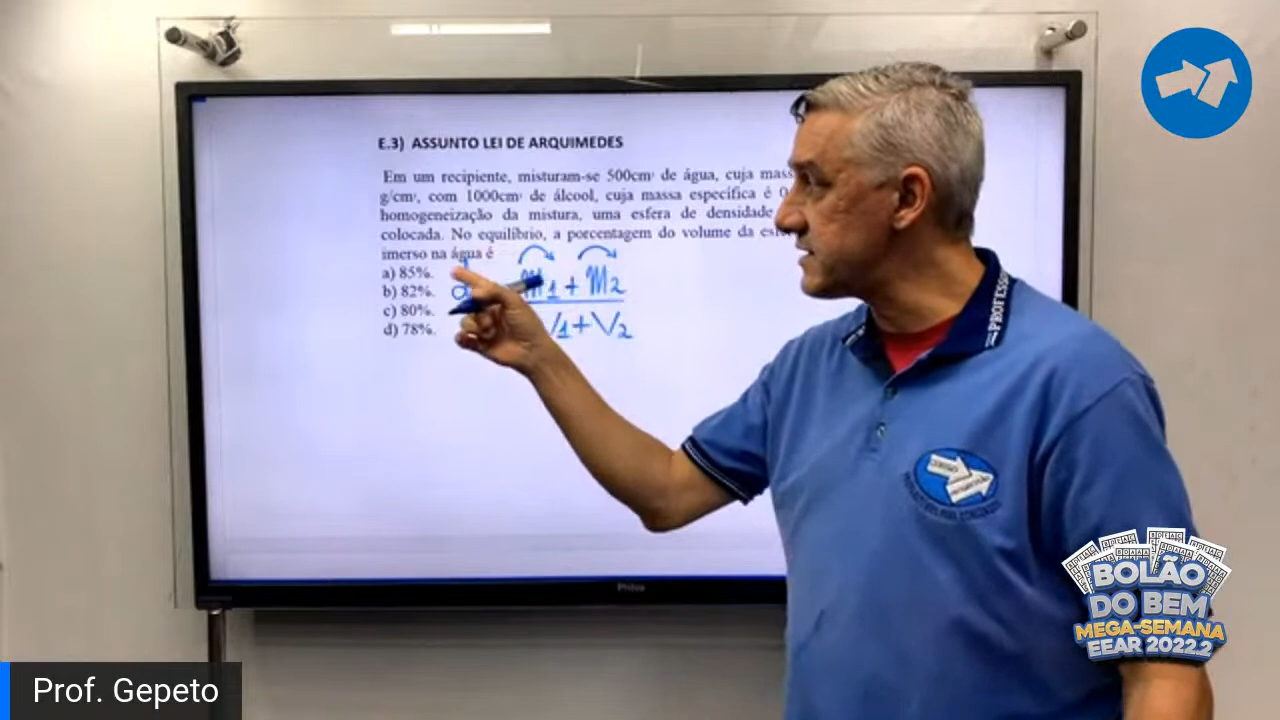 E.3) ASSUNTO LEI DE ARQUIMEDES
Em um recipiente, misturam-se 500cm³ de água, cuja mass
g/cm³, com 1000cm³ de álcool, cuja massa específica é 0
homogeneização da mistura, uma esfera de densidade
colocada. No equilíbrio, a porcentagem do volume da esf
imerso na água é
a) 85%.
b) 82%.
c) 80%.
d) 78%.
d
M1 + M2
V1 + V2
PROFESSO
BOLÃO
DO BEM
MEGA-SEMANA
EEAR 2022.2
Philco
Prof. Gepeto